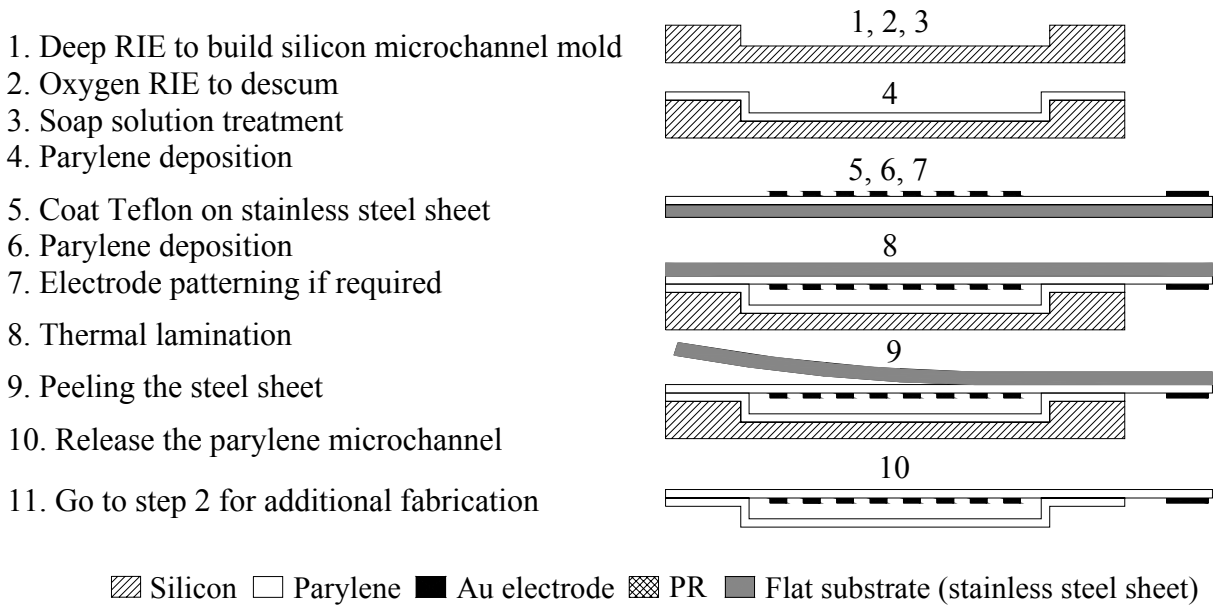 1. Deep RIE to build silicon microchannel mold
2. Oxygen RIE to descum
3. Soap solution treatment
4. Parylene deposition
5. Coat Teflon on stainless steel sheet
6. Parylene deposition
7. Electrode patterning if required
8. Thermal lamination
9. Peeling the steel sheet
10. Release the parylene microchannel
11. Go to step 2 for additional fabrication
1, 2, 3
4
5, 6, 7
8
9
10
Silicon Parylene Au electrode PR Flat substrate (stainless steel sheet)